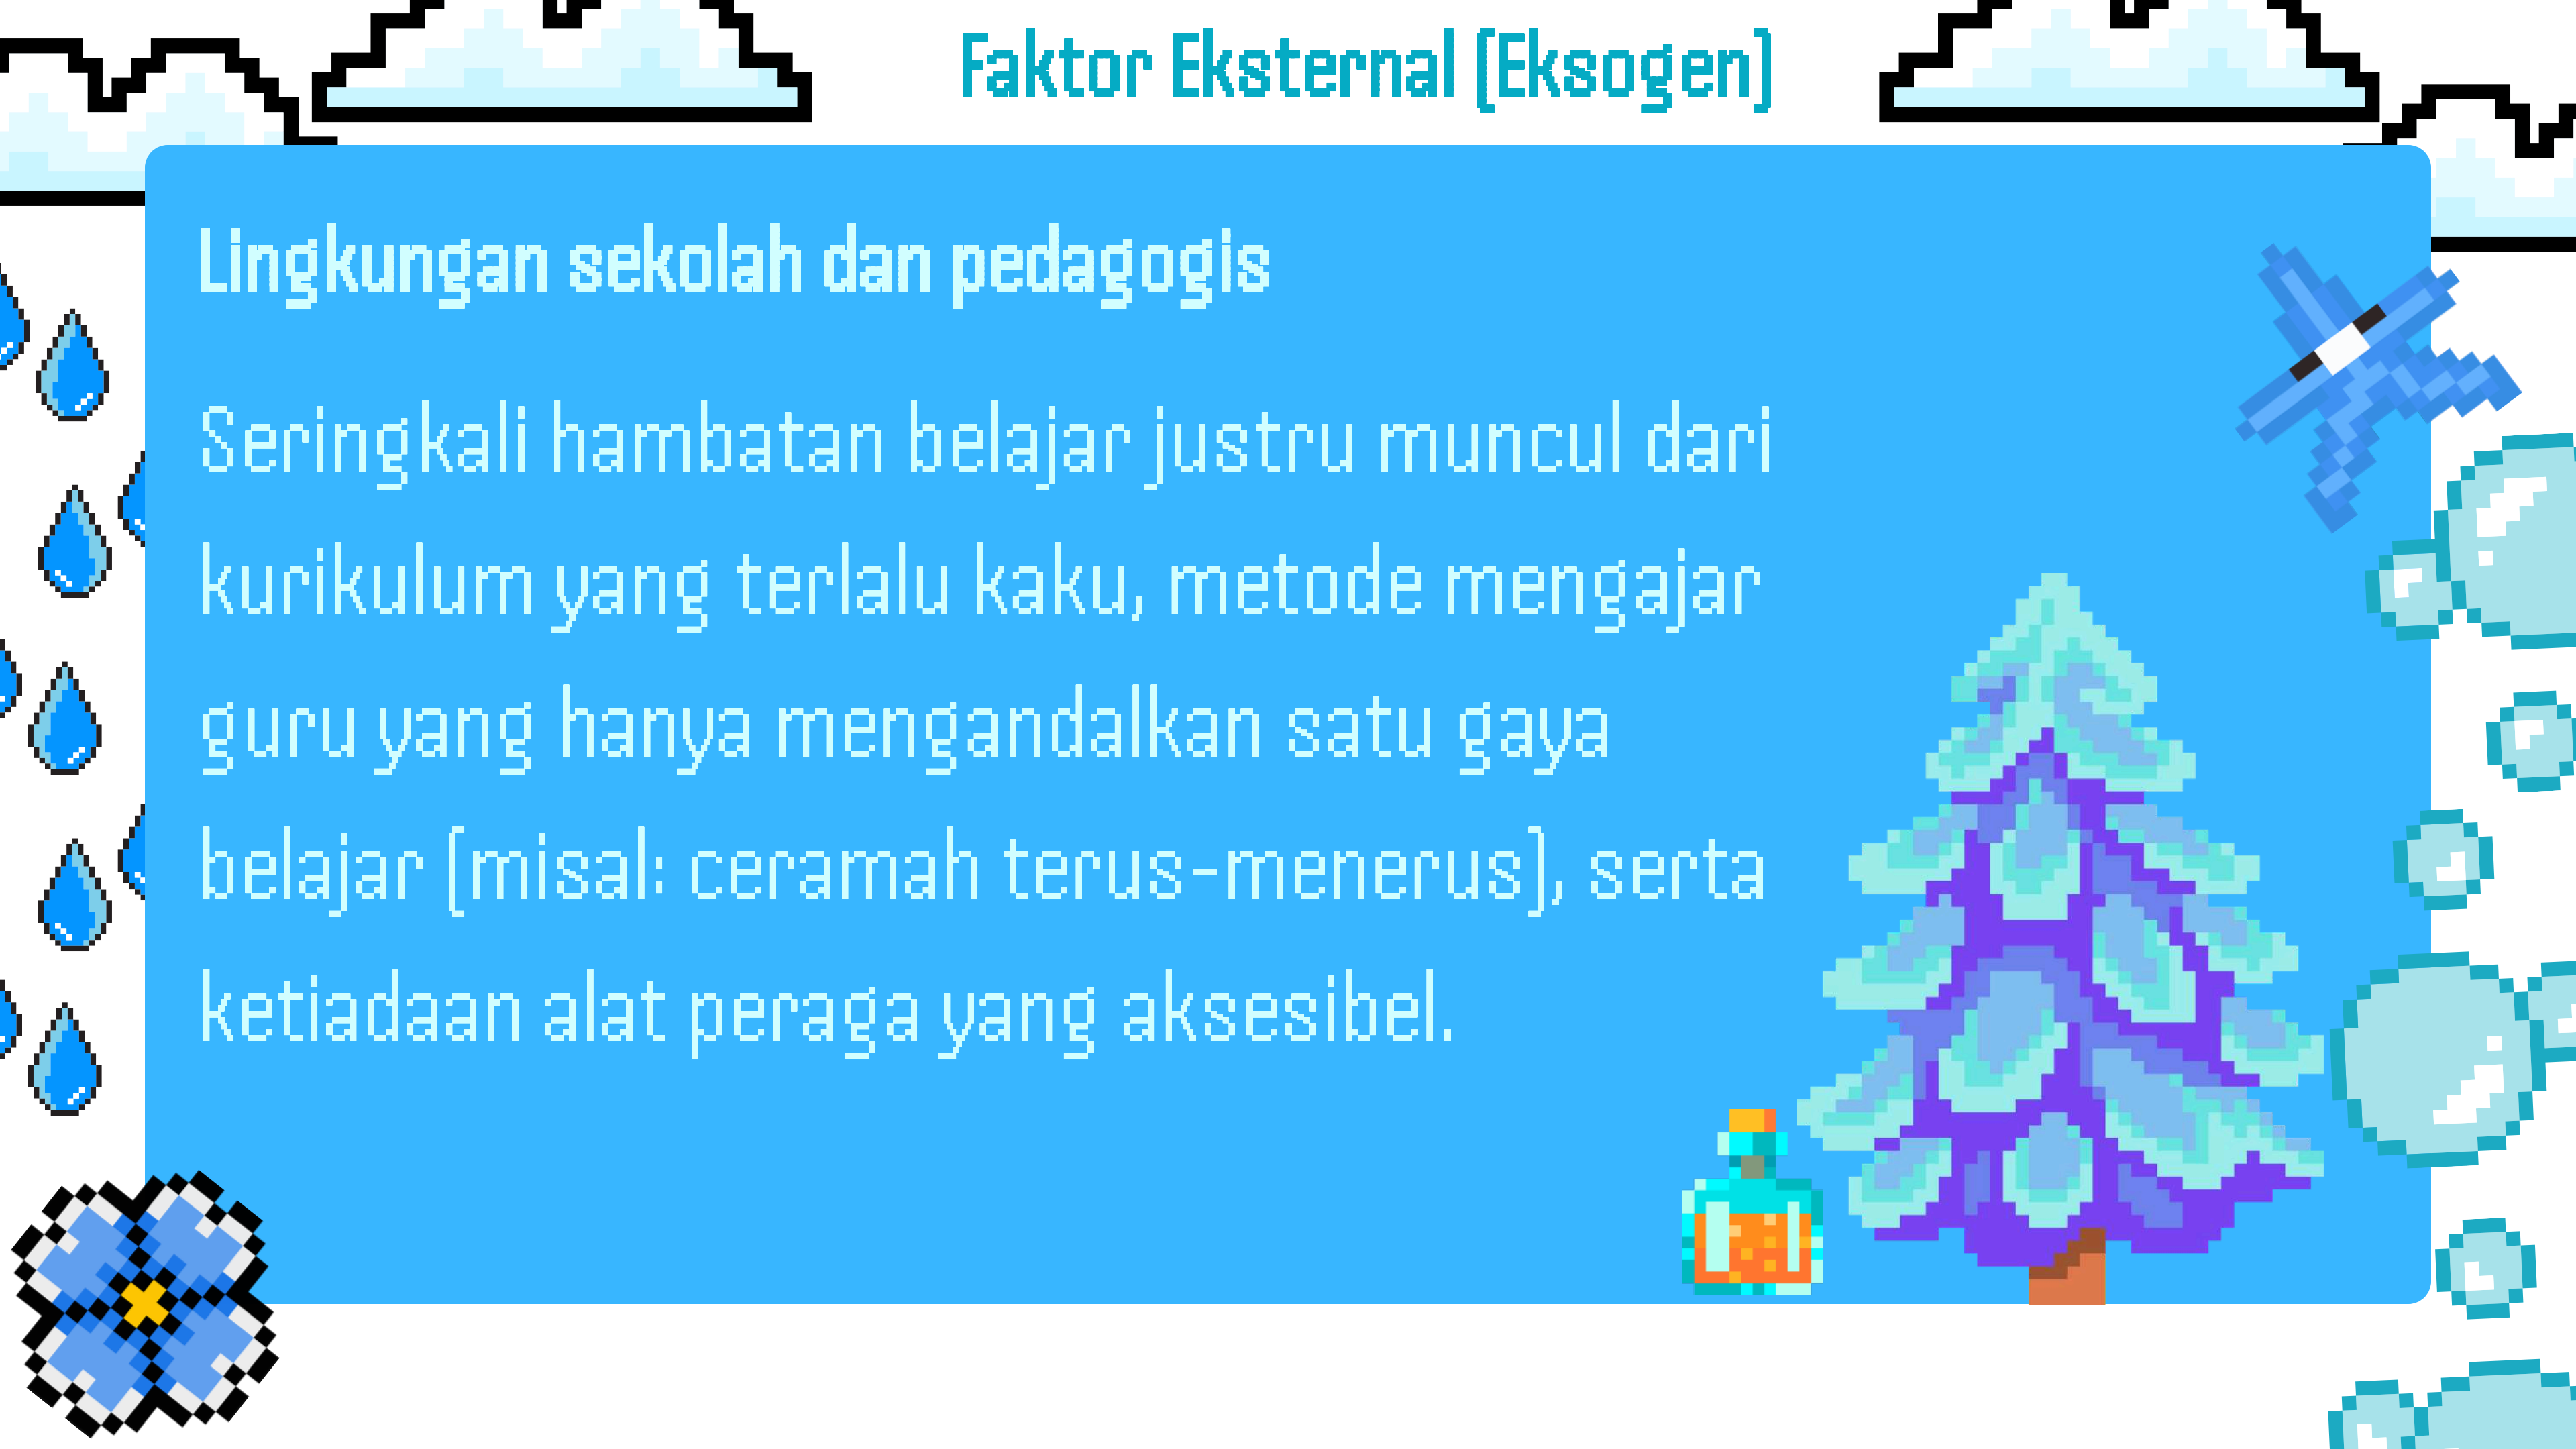 Faktor Eksternal (Eksogen)
Lingkungan sekolah dan pedagogis
Seringkali hambatan belajar justru muncul dari
kurikulum yang terlalu kaku, metode mengajar
guru yang hanya mengandalkan satu gaya
belajar (misal: ceramah terus-menerus), serta
ketiadaan alat peraga yang aksesibel.